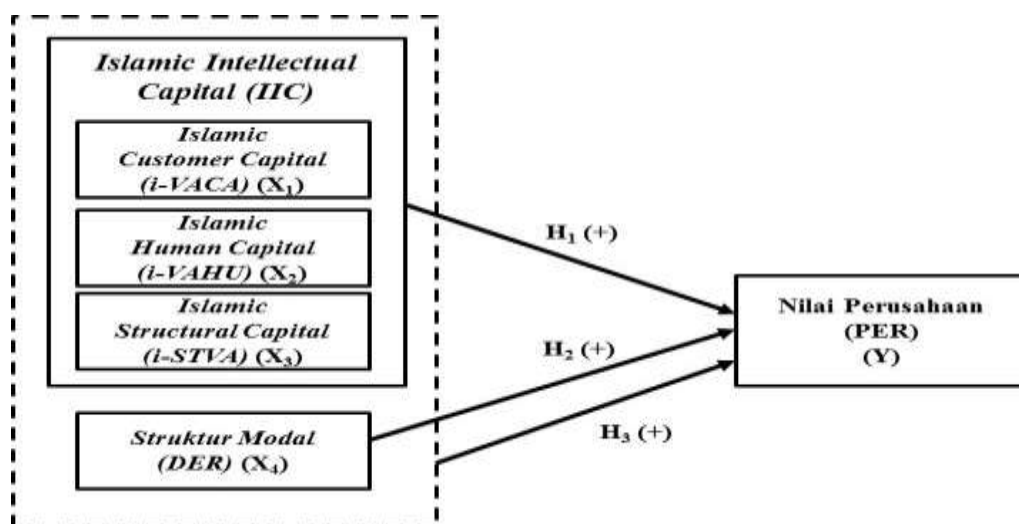 Islamic Intellectual
Capital (IIC)
Islamic
Customer Capital
(i-VACA) (X₁)
Islamic
Human Capital
(i-VAHU) (X₂)
Islamic
Structural Capital
(i-STVA) (X₃)
Struktur Modal
(DER) (X₄)
H₁ (+)
H₂ (+)
H₃ (+)
Nilai Perusahaan
(PER)
(Y)